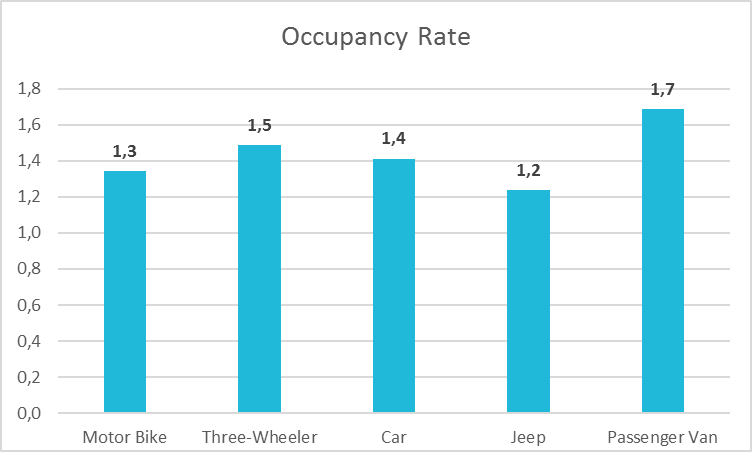 Occupancy Rate
1,8
1,6
1,4
1,2
1,0
0,8
0,6
0,4
0,2
0,0
1,3
1,5
1,4
1,2
1,7
Motor Bike
Three-Wheeler
Car
Jeep
Passenger Van